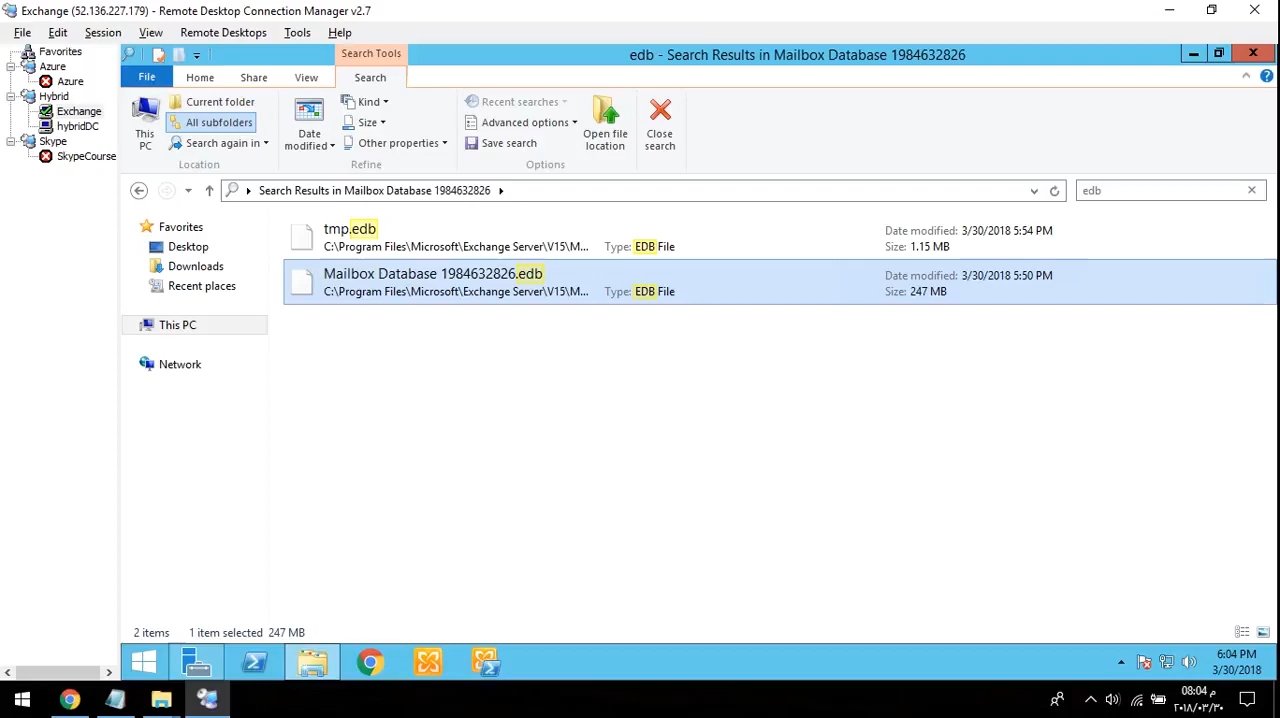 Exchange (52.136.227.179) - Remote Desktop Connection Manager v2.7
File Edit Session View Remote Desktops Tools Help
Favorites
Azure
Azure
Hybrid
Exchange
hybridDC
Skype
SkypeCourse
Search Tools
edb - Search Results in Mailbox Database 1984632826
File Home Share View Search
This PC
Current folder
All subfolders
Search again in
Location
Date modified
Kind
Size
Other properties
Refine
Recent searches
Advanced options
Save search
Open file location
Close search
Options
Search Results in Mailbox Database 1984632826
edb
Favorites
Desktop
Downloads
Recent places
This PC
Network
tmp.edb
C:\Program Files\Microsoft\Exchange Server\V15\M...
Type: EDB File
Date modified: 3/30/2018 5:54 PM
Size: 1.15 MB
Mailbox Database 1984632826.edb
C:\Program Files\Microsoft\Exchange Server\V15\M...
Type: EDB File
Date modified: 3/30/2018 5:50 PM
Size: 247 MB
2 items 1 item selected 247 MB
6:04 PM
3/30/2018
08:04 م
٢٠١٨/٠٣/٣٠